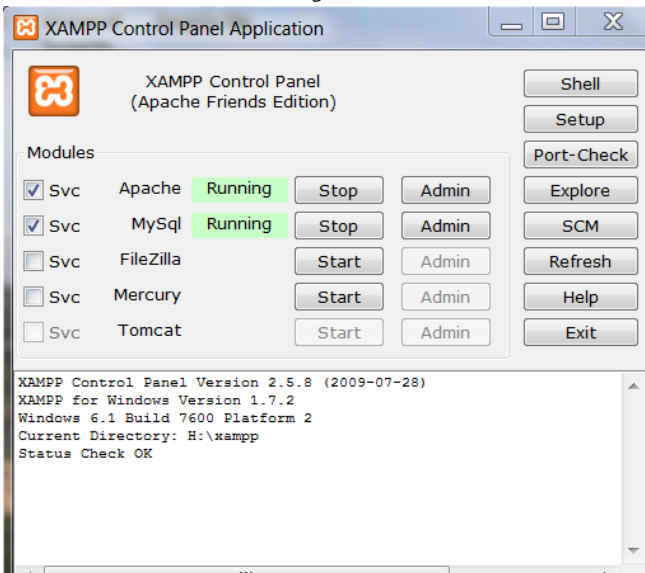 XAMPP Control Panel Application
XAMPP Control Panel
(Apache Friends Edition)
Shell
Setup
Port-Check
Modules
Svc Apache Running Stop Admin Explore
Svc MySql Running Stop Admin SCM
Svc FileZilla Start Admin Refresh
Svc Mercury Start Admin Help
Svc Tomcat Start Admin Exit
XAMPP Control Panel Version 2.5.8 (2009-07-28)
XAMPP for Windows Version 1.7.2
Windows 6.1 Build 7600 Platform 2
Current Directory: H:\xampp
Status Check OK